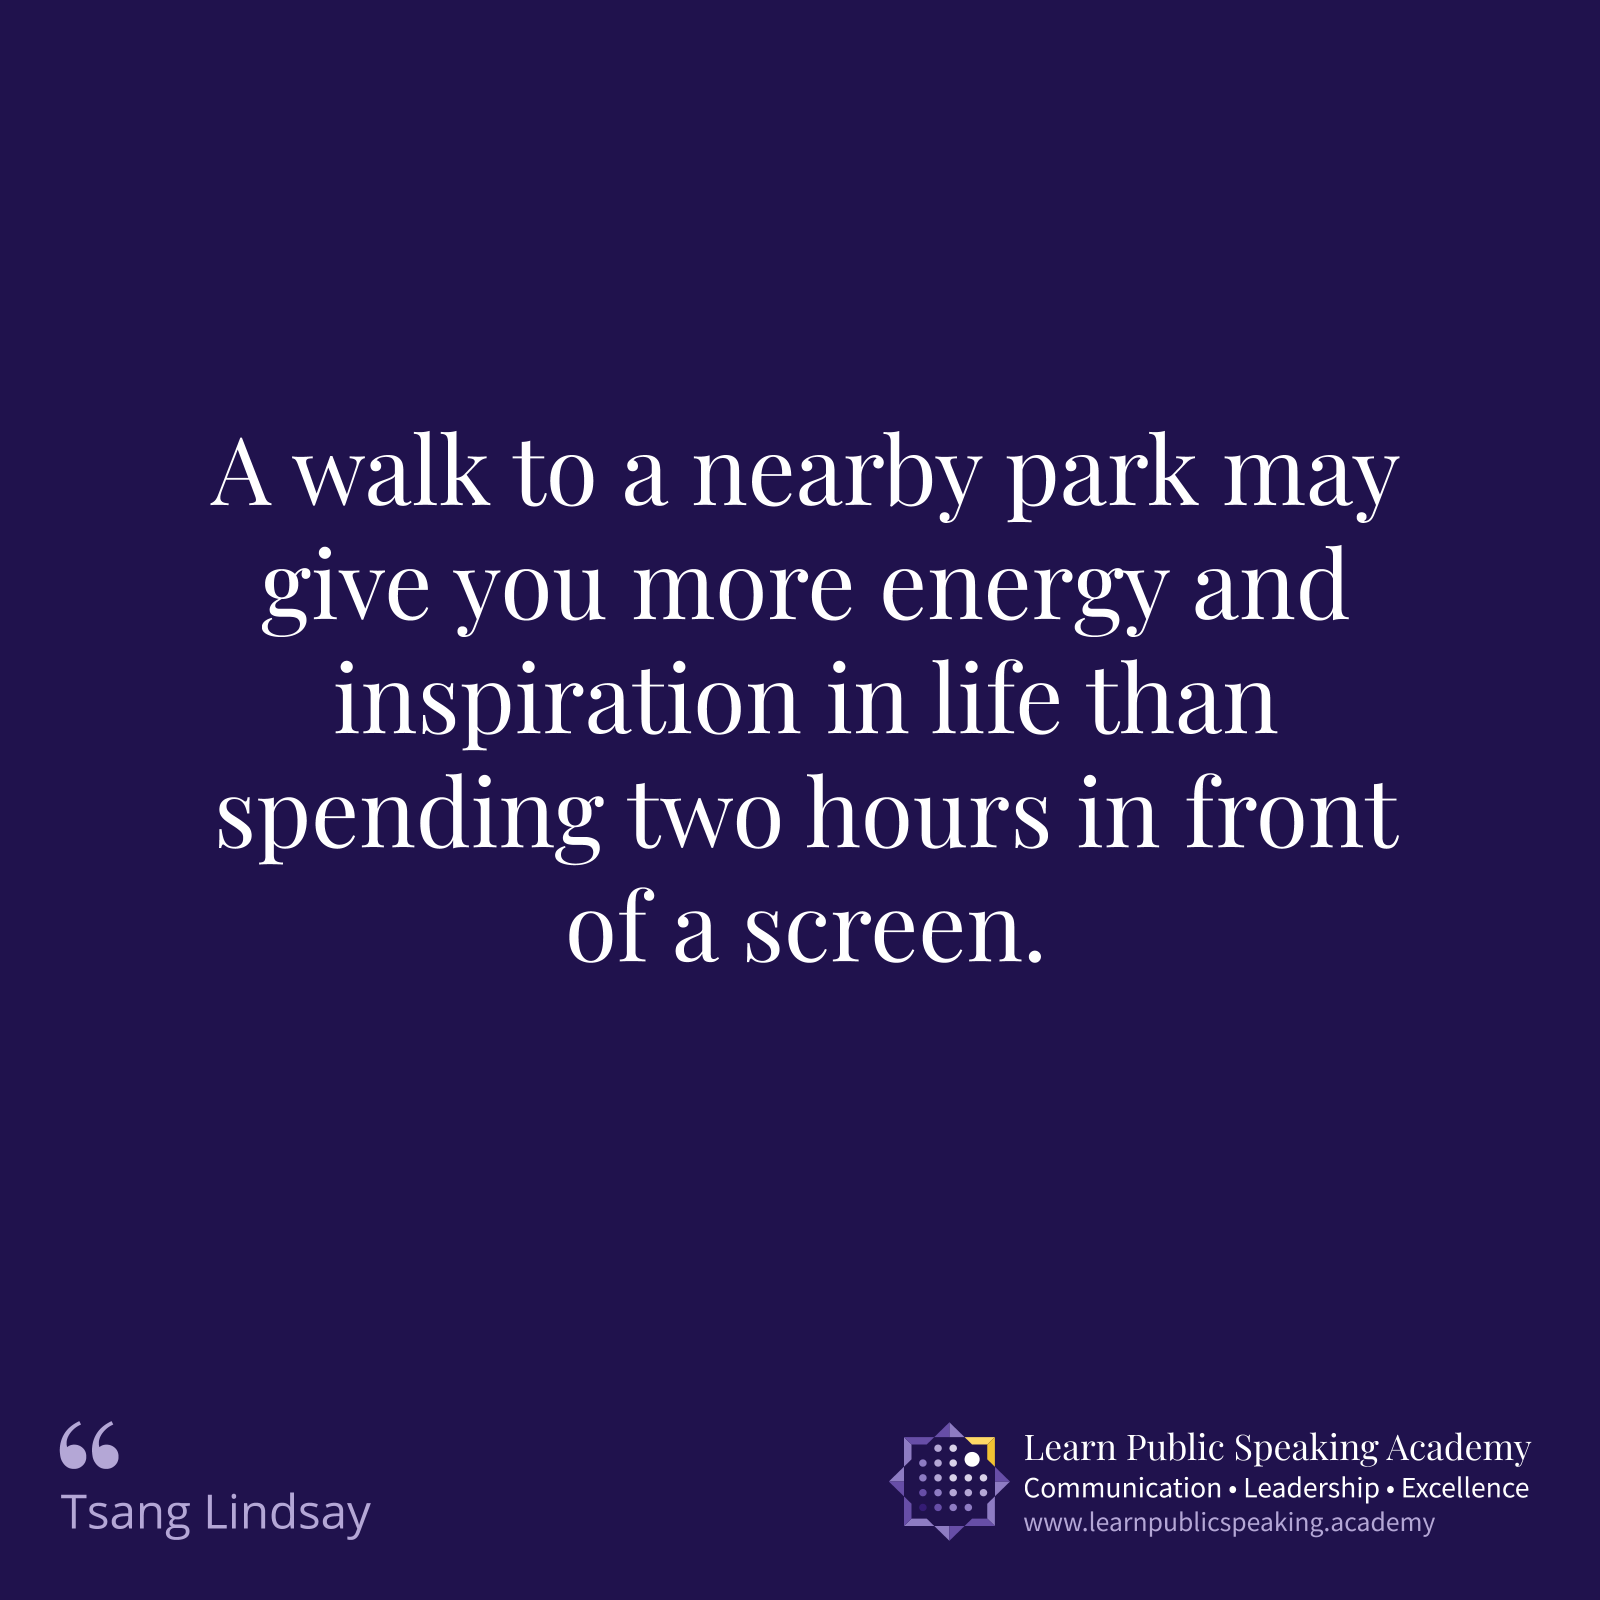 A walk to a nearby park may
give you more energy and
inspiration in life than
spending two hours in front
of a screen.
“
Tsang Lindsay
Learn Public Speaking Academy
Communication • Leadership • Excellence
www.learnpublicspeaking.academy